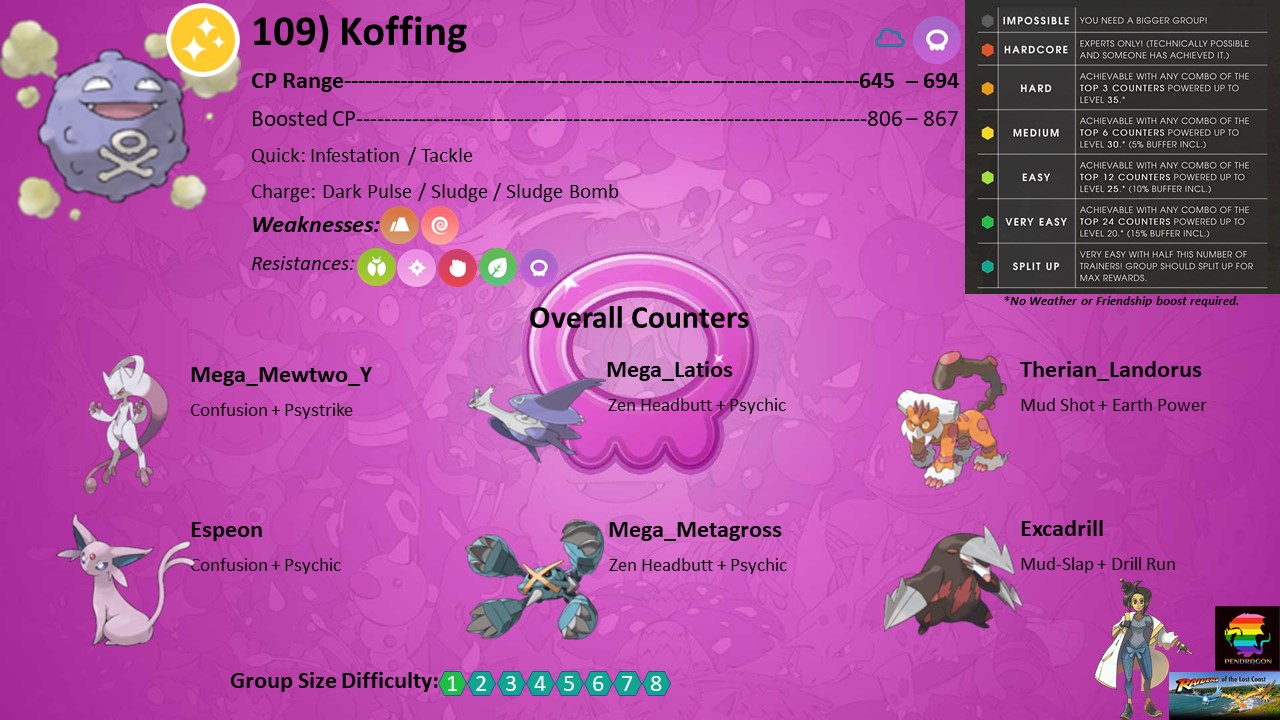 109) Koffing
CP Range---------------------------------------------------------------------------------------645 – 694
Boosted CP---------------------------------------------------------------------------------------806 – 867
Quick: Infestation / Tackle
Charge: Dark Pulse / Sludge / Sludge Bomb
Weaknesses:
Resistances:
IMPOSSIBLE YOU NEED A BIGGER GROUP!
HARDCORE EXPERTS ONLY! (TECHNICALLY POSSIBLE
AND SOMEONE HAS ACHIEVED IT.)
HARD ACHIEVABLE WITH ANY COMBO OF THE
TOP 3 COUNTERS POWERED UP TO
LEVEL 35.*
MEDIUM ACHIEVABLE WITH ANY COMBO OF THE
TOP 6 COUNTERS POWERED UP TO
LEVEL 30.* (5% BUFFER INCL.)
EASY ACHIEVABLE WITH ANY COMBO OF THE
TOP 12 COUNTERS POWERED UP TO
LEVEL 25.* (10% BUFFER INCL.)
VERY EASY ACHIEVABLE WITH ANY COMBO OF THE
TOP 24 COUNTERS POWERED UP TO
LEVEL 20.* (15% BUFFER INCL.)
SPLIT UP VERY EASY WITH HALF THIS NUMBER OF
TRAINERS! GROUP SHOULD SPLIT UP FOR
MAX REWARDS.
*No Weather or Friendship boost required.
Overall Counters
Mega_Mewtwo_Y
Confusion + Psystrike
Mega_Latios
Zen Headbutt + Psychic
Therian_Landorus
Mud Shot + Earth Power
Espeon
Confusion + Psychic
Mega_Metagross
Zen Headbutt + Psychic
Excadrill
Mud-Slap + Drill Run
Group Size Difficulty: 1 2 3 4 5 6 7 8
PENDRAGON
RAIDERS of the Lost Coast